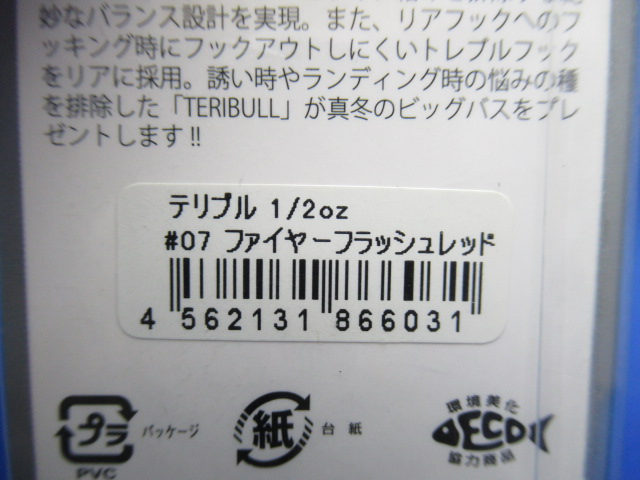 妙なバランス設計を実現。また、リアフックへのフ
ッキング時にフックアウトしにくいトレブルフック
をリアに採用。誘い時やランディング時の悩みの種
を排除した「TERIBULL」が真冬のビッグバスをプレ
ゼントします!!
テリブル 1/2oz
#07 ファイヤーフラッシュレッド
4 562131 866031
プラ パッケージ 紙 台紙
PVC
環境美化
ECO
協力商品